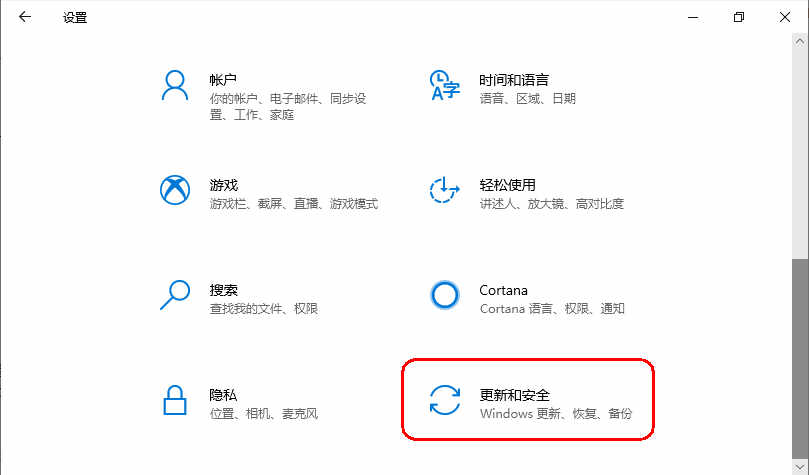 设置
帐户
你的帐户、电子邮件、同步设
置、工作、家庭
时间和语言
语音、区域、日期
游戏
游戏栏、截屏、直播、游戏模式
轻松使用
讲述人、放大镜、高对比度
搜索
查找我的文件、权限
Cortana
Cortana 语言、权限、通知
隐私
位置、相机、麦克风
更新和安全
Windows 更新、恢复、备份